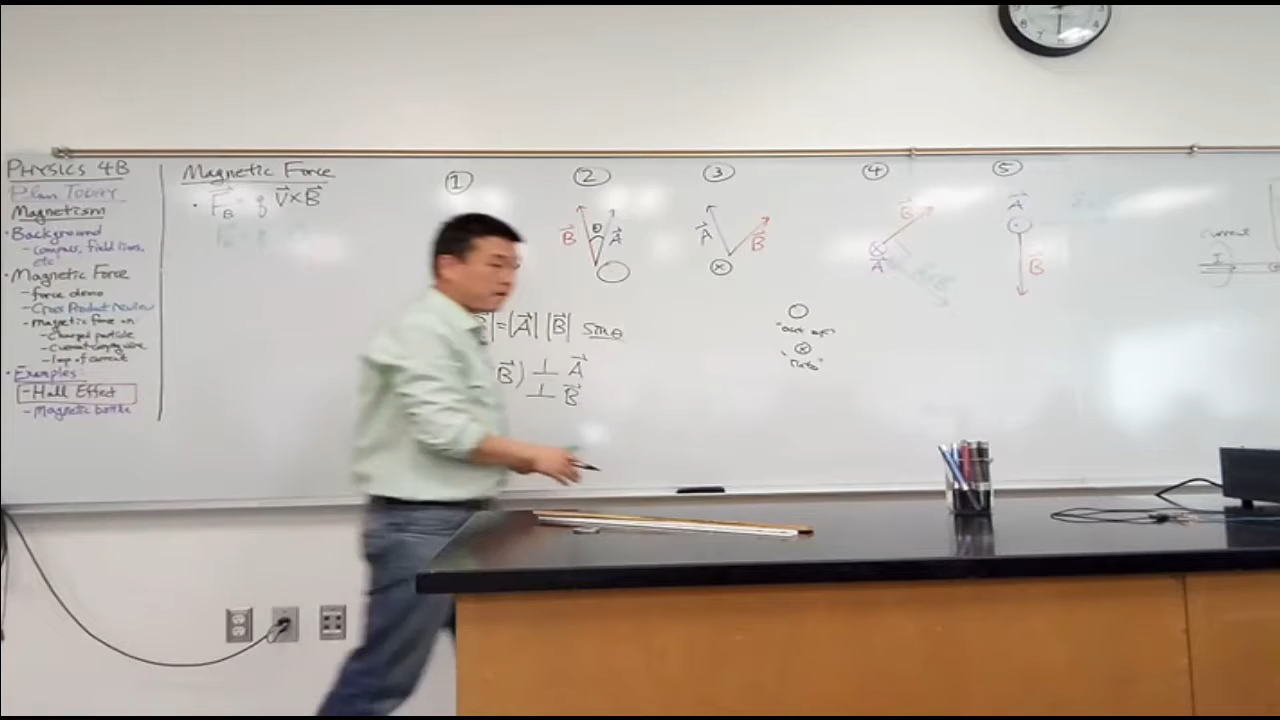 PHYSICS 4B
Plan TODAY
Magnetism
• Background
- compass, field lines,
etc
• Magnetic Force
- force demo
- Cross Product review
- magnetic force on
- Charged particle
- Current carrying wire
- loop of current
• Examples:
- Hall Effect
- Magnetic bottle
Magnetic Force
• F⃗_B = q v⃗ × B⃗
①
②
B⃗ θ A⃗
③
A⃗ B⃗
④
B⃗
A⃗
⑤
A⃗
B⃗
| = |A⃗| |B⃗| sinθ
B⃗) ⊥ A⃗
⊥ B⃗
"out of"
"into"
current
I